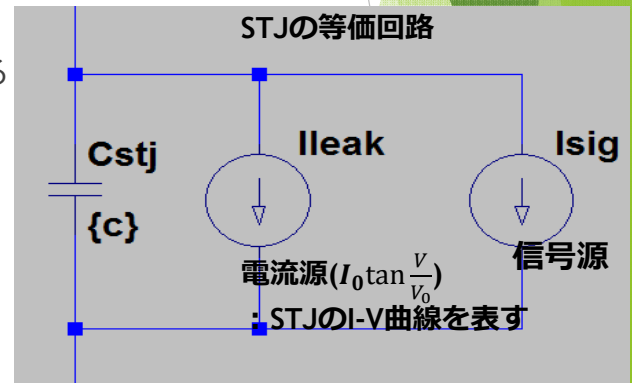 STJの等価回路
る
Cstj
{c}
Ileak
Isig
信号源
電流源(I₀tan V/V₀)
：STJのI-V曲線を表す